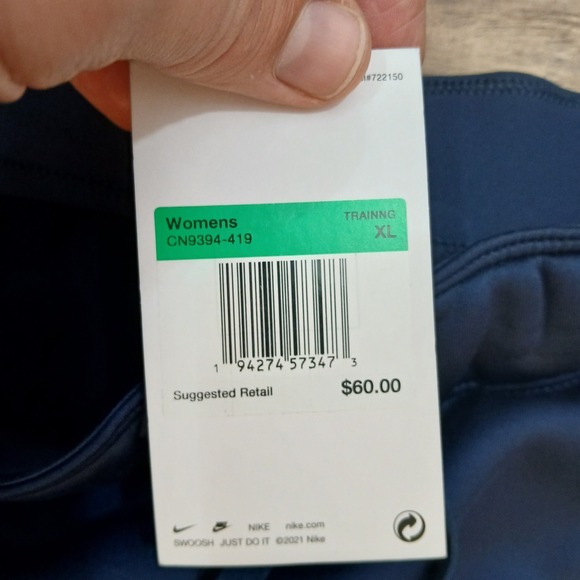 #722150
Womens TRAINNG
CN9394-419 XL
1 94274 57347 3
Suggested Retail $60.00
NIKE nike.com
SWOOSH JUST DO IT ©2021 Nike